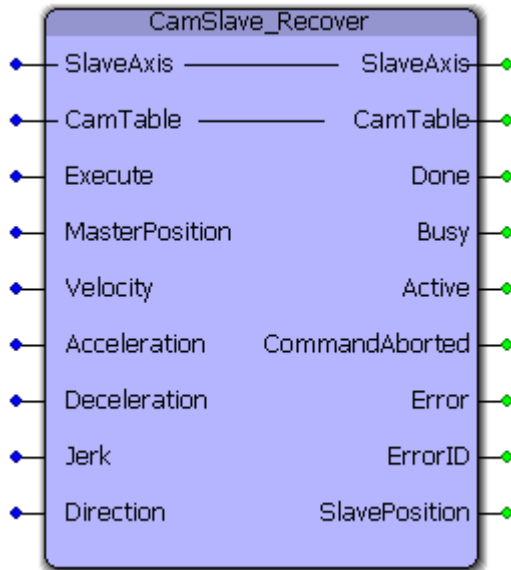 CamSlave_Recover
SlaveAxis SlaveAxis
CamTable CamTable
Execute Done
MasterPosition Busy
Velocity Active
Acceleration CommandAborted
Deceleration Error
Jerk ErrorID
Direction SlavePosition